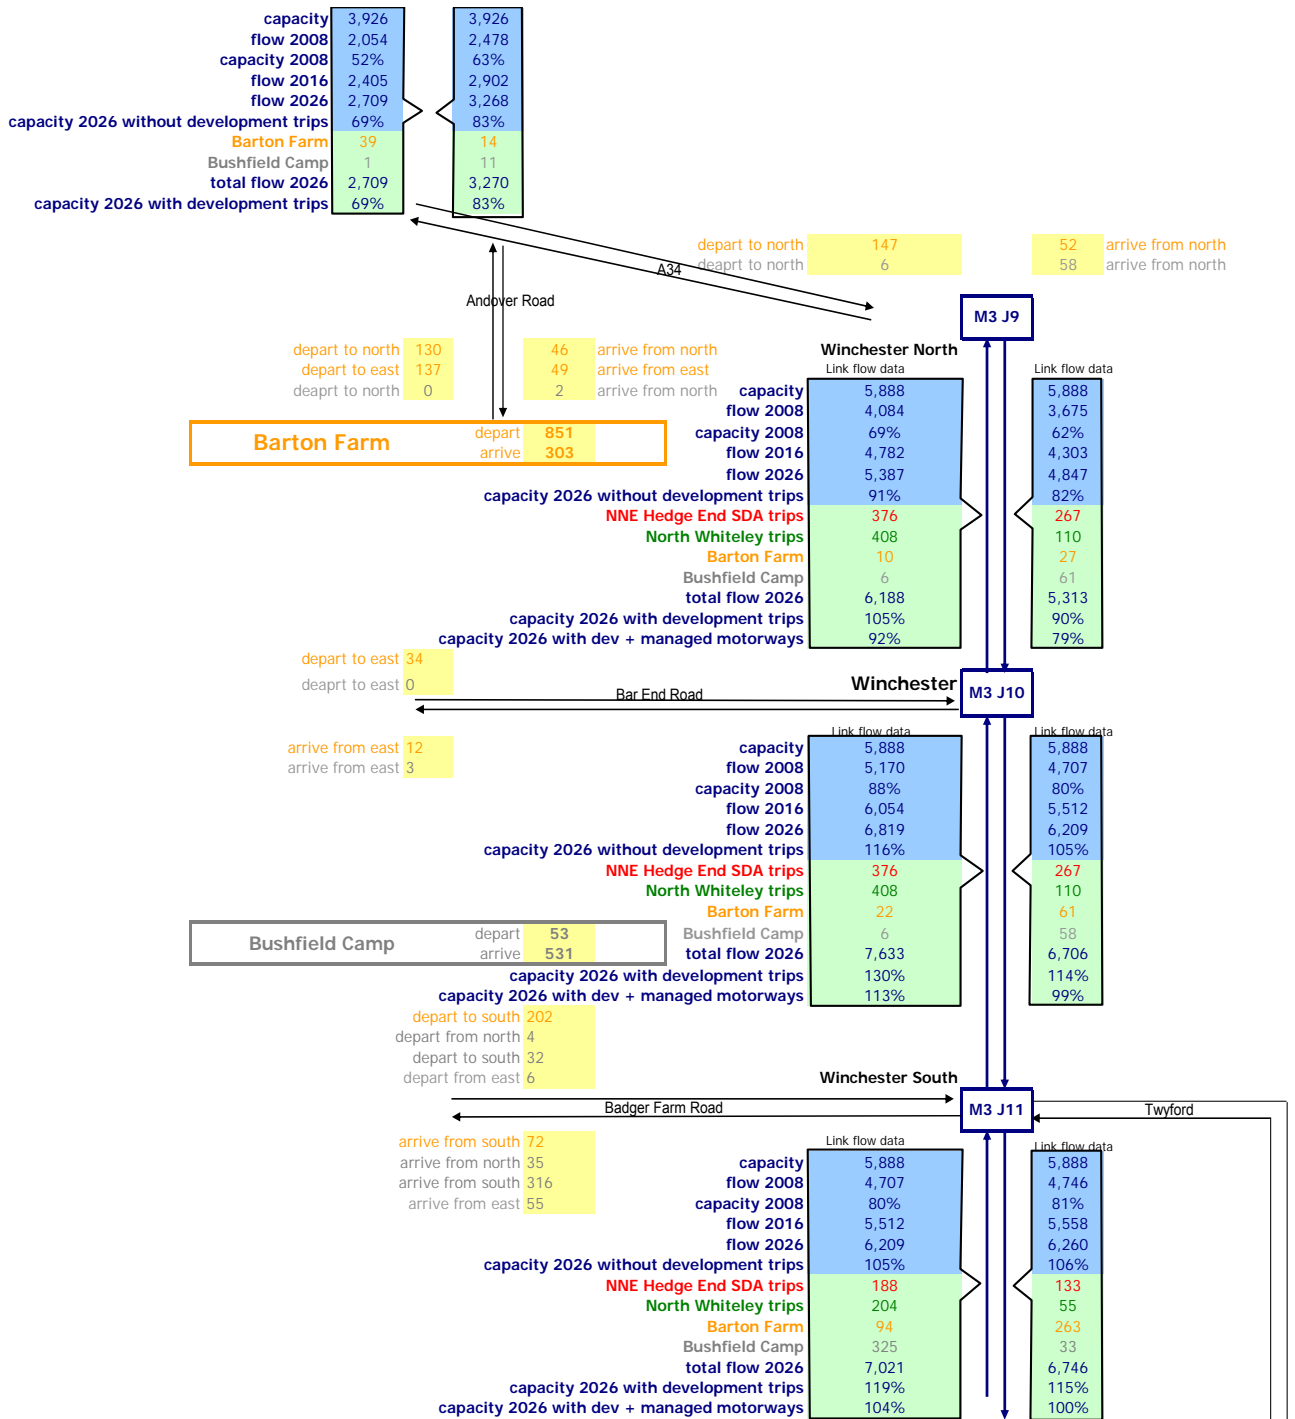 capacity 3,926 3,926
flow 2008 2,054 2,478
capacity 2008 52% 63%
flow 2016 2,405 2,902
flow 2026 2,709 3,268
capacity 2026 without development trips 69% 83%
Barton Farm 39 14
Bushfield Camp 1 11
total flow 2026 2,709 3,270
capacity 2026 with development trips 69% 83%
depart to north 147 52 arrive from north
deaprt to north 6 58 arrive from north
A34
Andover Road
M3 J9
depart to north 130 46 arrive from north
depart to east 137 49 arrive from east
deaprt to north 0 2 arrive from north
Winchester North
Link flow data Link flow data
capacity 5,888 5,888
flow 2008 4,084 3,675
Barton Farm
depart 851
arrive 303
capacity 2008 69% 62%
flow 2016 4,782 4,303
flow 2026 5,387 4,847
capacity 2026 without development trips 91% 82%
NNE Hedge End SDA trips 376 267
North Whiteley trips 408 110
Barton Farm 10 27
Bushfield Camp 6 61
total flow 2026 6,188 5,313
capacity 2026 with development trips 105% 90%
capacity 2026 with dev + managed motorways 92% 79%
depart to east 34
deaprt to east 0
Bar End Road
Winchester
M3 J10
arrive from east 12
arrive from east 3
Link flow data Link flow data
capacity 5,888 5,888
flow 2008 5,170 4,707
capacity 2008 88% 80%
flow 2016 6,054 5,512
flow 2026 6,819 6,209
capacity 2026 without development trips 116% 105%
NNE Hedge End SDA trips 376 267
North Whiteley trips 408 110
Barton Farm 22 61
Bushfield Camp
depart 53
arrive 531
Bushfield Camp 6 58
total flow 2026 7,633 6,706
capacity 2026 with development trips 130% 114%
capacity 2026 with dev + managed motorways 113% 99%
depart to south 202
depart from north 4
depart to south 32
depart from east 6
Winchester South
Badger Farm Road
M3 J11
Twyford
arrive from south 72
arrive from north 35
arrive from south 316
arrive from east 55
Link flow data Link flow data
capacity 5,888 5,888
flow 2008 4,707 4,746
capacity 2008 80% 81%
flow 2016 5,512 5,558
flow 2026 6,209 6,260
capacity 2026 without development trips 105% 106%
NNE Hedge End SDA trips 188 133
North Whiteley trips 204 55
Barton Farm 94 263
Bushfield Camp 325 33
total flow 2026 7,021 6,746
capacity 2026 with development trips 119% 115%
capacity 2026 with dev + managed motorways 104% 100%